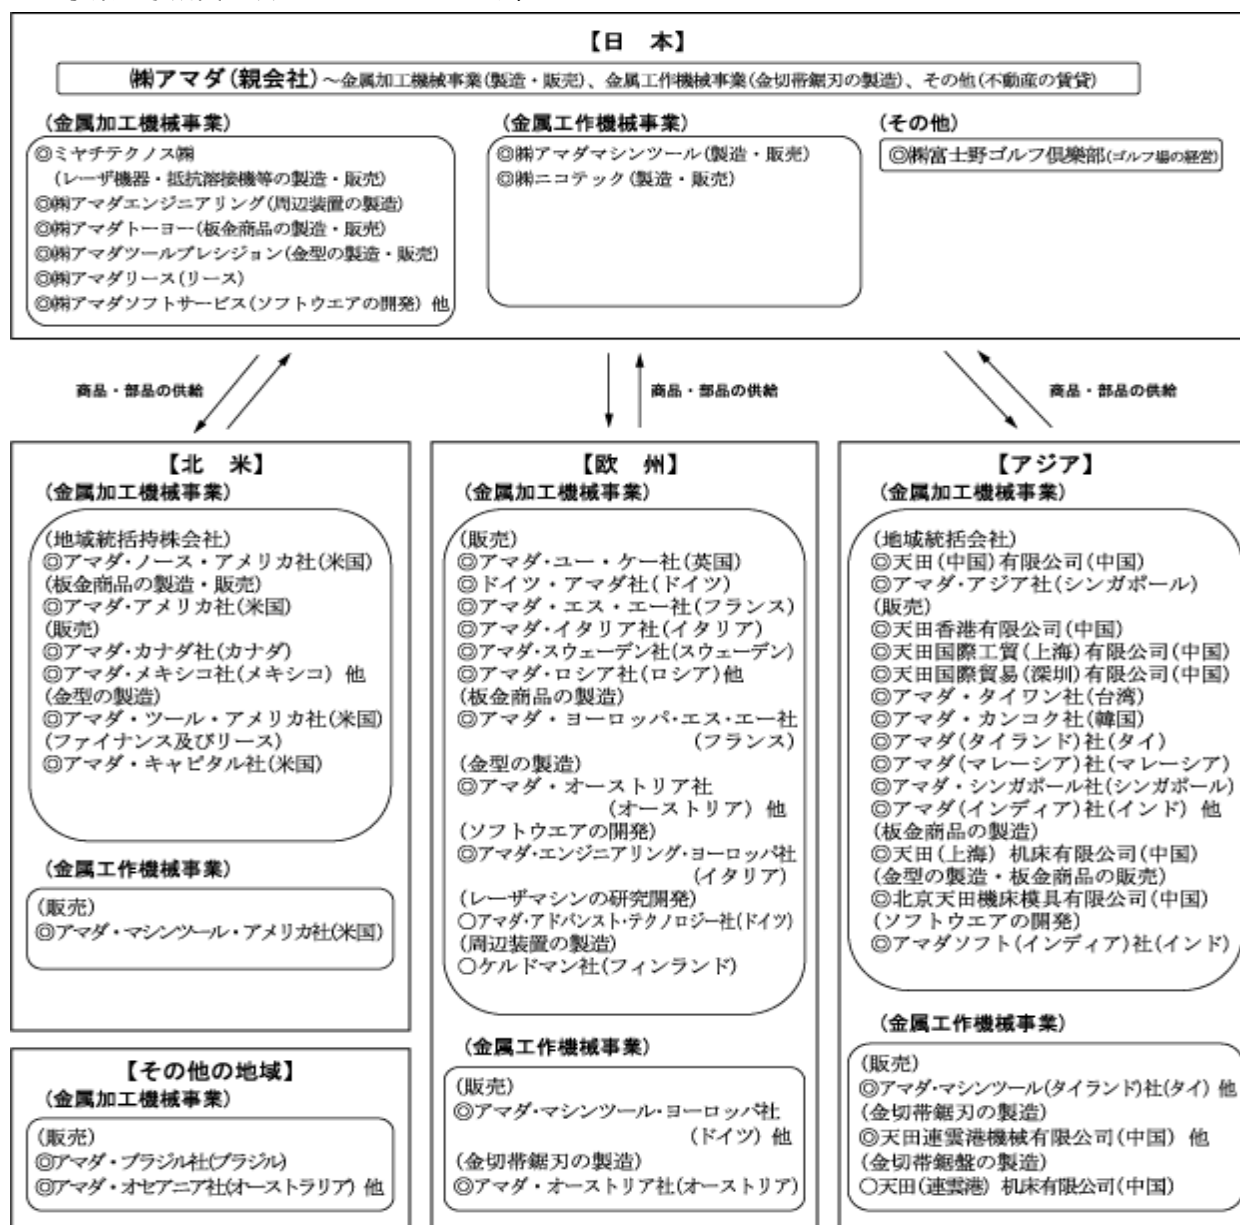 【日　本】
㈱アマダ(親会社)～金属加工機械事業(製造・販売)、金属工作機械事業(金切帯鋸刃の製造)、その他(不動産の賃貸)
(金属加工機械事業)
◎ミヤチテクノス㈱
(レーザ機器・抵抗溶接機等の製造・販売)
◎㈱アマダエンジニアリング(周辺装置の製造)
◎㈱アマダトーヨー(板金商品の製造・販売)
◎㈱アマダツールプレシジョン(金型の製造・販売)
◎㈱アマダリース(リース)
◎㈱アマダソフトサービス(ソフトウエアの開発) 他
(金属工作機械事業)
◎㈱アマダマシンツール(製造・販売)
◎㈱ニコテック(製造・販売)
(その他)
◎㈱富士野ゴルフ倶楽部(ゴルフ場の経営)
商品・部品の供給
商品・部品の供給
商品・部品の供給
【北　米】
(金属加工機械事業)
(地域統括持株会社)
◎アマダ・ノース・アメリカ社(米国)
(板金商品の製造・販売)
◎アマダ・アメリカ社(米国)
(販売)
◎アマダ・カナダ社(カナダ)
◎アマダ・メキシコ社(メキシコ) 他
(金型の製造)
◎アマダ・ツール・アメリカ社(米国)
(ファイナンス及びリース)
◎アマダ・キャピタル社(米国)
(金属工作機械事業)
(販売)
◎アマダ・マシンツール・アメリカ社(米国)
【その他の地域】
(金属加工機械事業)
(販売)
◎アマダ・ブラジル社(ブラジル)
◎アマダ・オセアニア社(オーストラリア) 他
【欧　州】
(金属加工機械事業)
(販売)
◎アマダ・ユー・ケー社(英国)
◎ドイツ・アマダ社(ドイツ)
◎アマダ・エス・エー社(フランス)
◎アマダ・イタリア社(イタリア)
◎アマダ・スウェーデン社(スウェーデン)
◎アマダ・ロシア社(ロシア)他
(板金商品の製造)
◎アマダ・ヨーロッパ・エス・エー社
(フランス)
(金型の製造)
◎アマダ・オーストリア社
(オーストリア) 他
(ソフトウエアの開発)
◎アマダ・エンジニアリング・ヨーロッパ社
(イタリア)
(レーザマシンの研究開発)
○アマダ・アドバンスト・テクノロジー社(ドイツ)
(周辺装置の製造)
○ケルドマン社(フィンランド)
(金属工作機械事業)
(販売)
◎アマダ・マシンツール・ヨーロッパ社
(ドイツ) 他
(金切帯鋸刃の製造)
◎アマダ・オーストリア社(オーストリア)
【アジア】
(金属加工機械事業)
(地域統括会社)
◎天田(中国)有限公司(中国)
◎アマダ・アジア社(シンガポール)
(販売)
◎天田香港有限公司(中国)
◎天田国際工貿(上海)有限公司(中国)
◎天田国際貿易(深圳)有限公司(中国)
◎アマダ・タイワン社(台湾)
◎アマダ・カンコク社(韓国)
◎アマダ(タイランド)社(タイ)
◎アマダ(マレーシア)社(マレーシア)
◎アマダ・シンガポール社(シンガポール)
◎アマダ(インディア)社(インド) 他
(板金商品の製造)
◎天田(上海) 机床有限公司(中国)
(金型の製造・板金商品の販売)
◎北京天田機床模具有限公司(中国)
(ソフトウエアの開発)
◎アマダソフト(インディア)社(インド)
(金属工作機械事業)
(販売)
◎アマダ・マシンツール(タイランド)社(タイ) 他
(金切帯鋸刃の製造)
◎天田連雲港機械有限公司(中国) 他
(金切帯鋸盤の製造)
○天田(連雲港) 机床有限公司(中国)